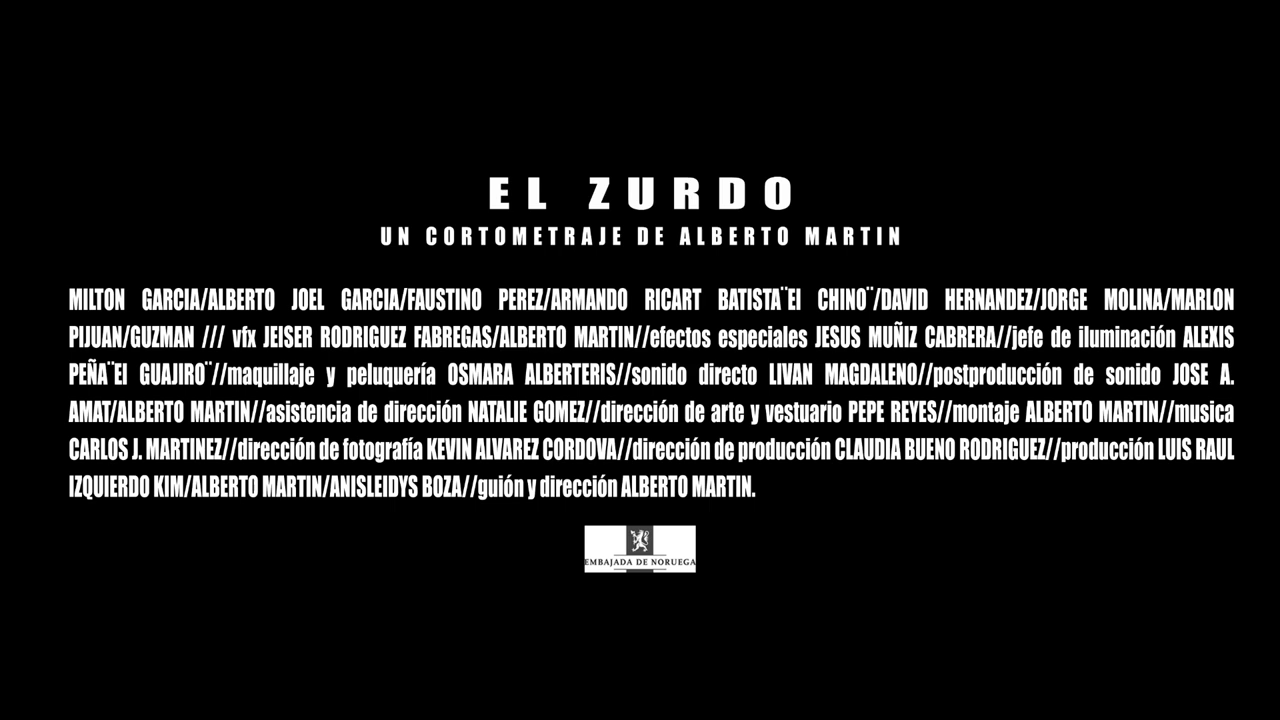 EL ZURDO
UN CORTOMETRAJE DE ALBERTO MARTIN
MILTON GARCIA/ALBERTO JOEL GARCIA/FAUSTINO PEREZ/ARMANDO RICART BATISTA¨El CHINO¨/DAVID HERNANDEZ/JORGE MOLINA/MARLON
PIJUAN/GUZMAN /// vfx JEISER RODRIGUEZ FABREGAS/ALBERTO MARTIN//efectos especiales JESUS MUÑIZ CABRERA//jefe de iluminación ALEXIS
PEÑA¨El GUAJIRO¨//maquillaje y peluquería OSMARA ALBERTERIS//sonido directo LIVAN MAGDALENO//postproducción de sonido JOSE A.
AMAT/ALBERTO MARTIN//asistencia de dirección NATALIE GOMEZ//dirección de arte y vestuario PEPE REYES//montaje ALBERTO MARTIN//musica
CARLOS J. MARTINEZ//dirección de fotografía KEVIN ALVAREZ CORDOVA//dirección de producción CLAUDIA BUENO RODRIGUEZ//producción LUIS RAUL
IZQUIERDO KIM/ALBERTO MARTIN/ANISLEIDYS BOZA//guión y dirección ALBERTO MARTIN.
EMBAJADA DE NORUEGA